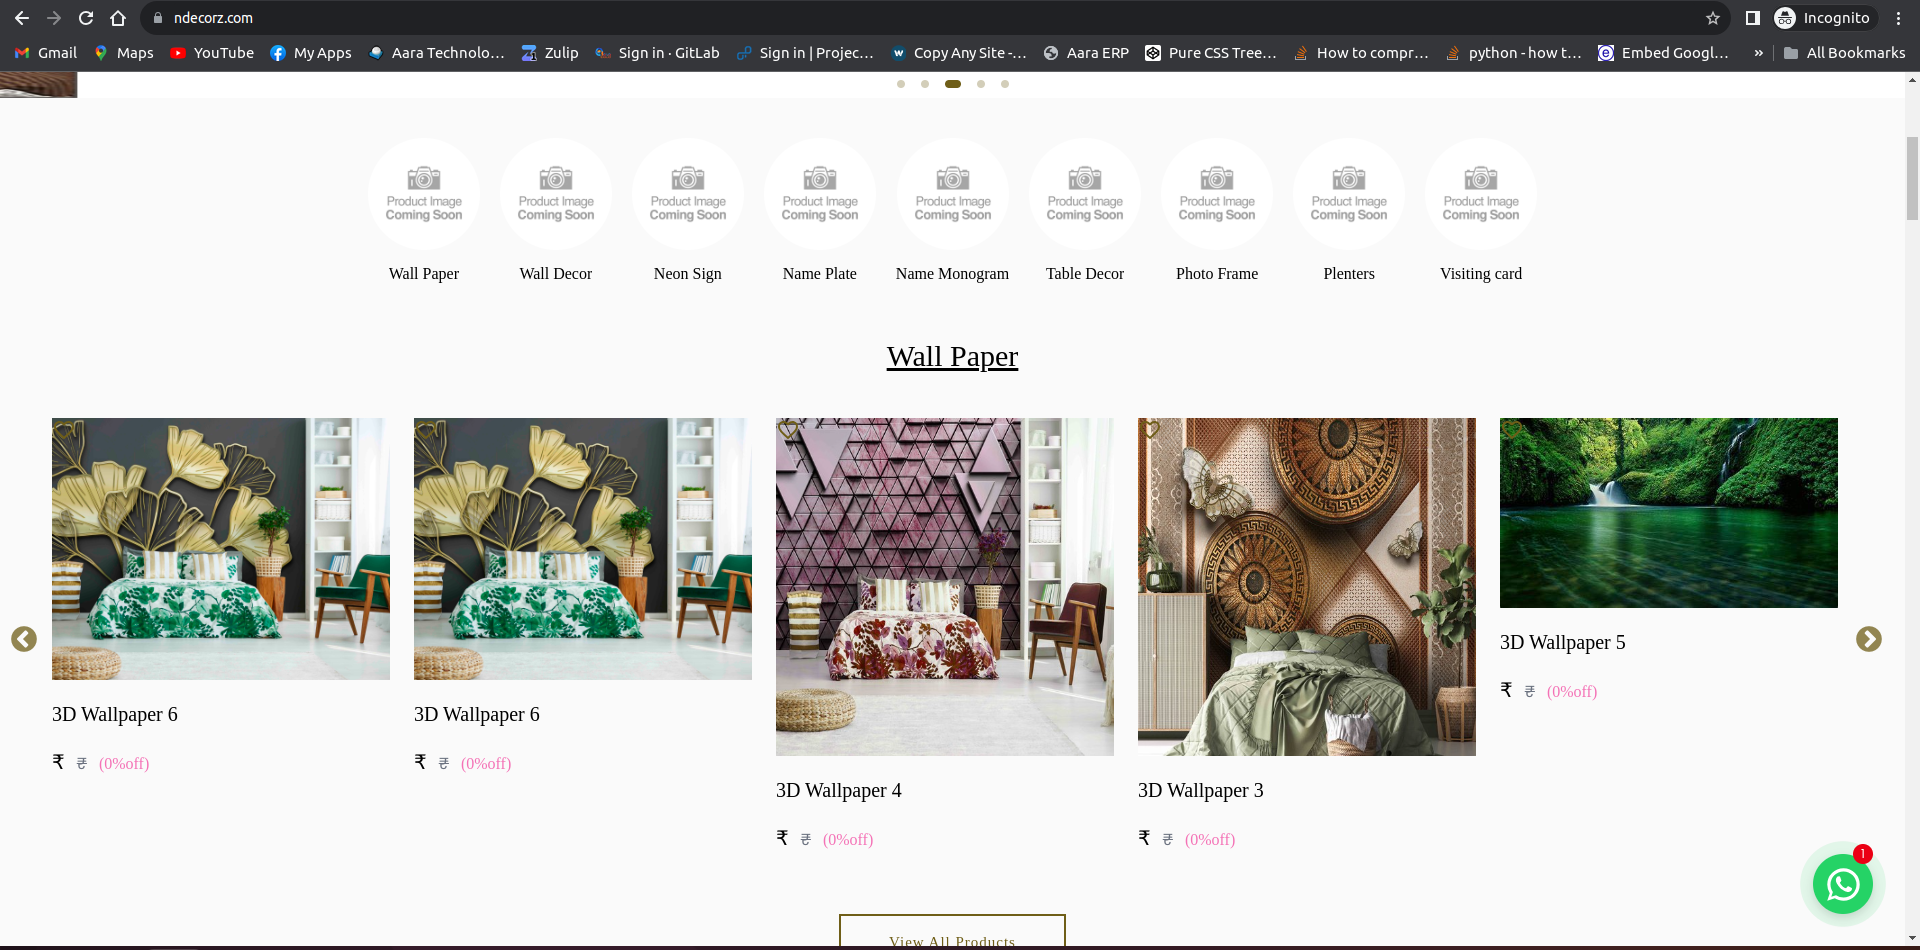 ndecorz.com
Incognito
Gmail
Maps
YouTube
My Apps
Aara Technolo...
Zulip
Sign in · GitLab
Sign in | Projec...
Copy Any Site -...
Aara ERP
Pure CSS Tree...
How to compr...
python - how t...
Embed Googl...
»
All Bookmarks
Product Image
Coming Soon
Product Image
Coming Soon
Product Image
Coming Soon
Product Image
Coming Soon
Product Image
Coming Soon
Product Image
Coming Soon
Product Image
Coming Soon
Product Image
Coming Soon
Product Image
Coming Soon
Wall Paper
Wall Decor
Neon Sign
Name Plate
Name Monogram
Table Decor
Photo Frame
Plenters
Visiting card
Wall Paper
3D Wallpaper 6
₹ ₹ (0%off)
3D Wallpaper 6
₹ ₹ (0%off)
3D Wallpaper 4
₹ ₹ (0%off)
3D Wallpaper 3
₹ ₹ (0%off)
3D Wallpaper 5
₹ ₹ (0%off)
1
View All Products